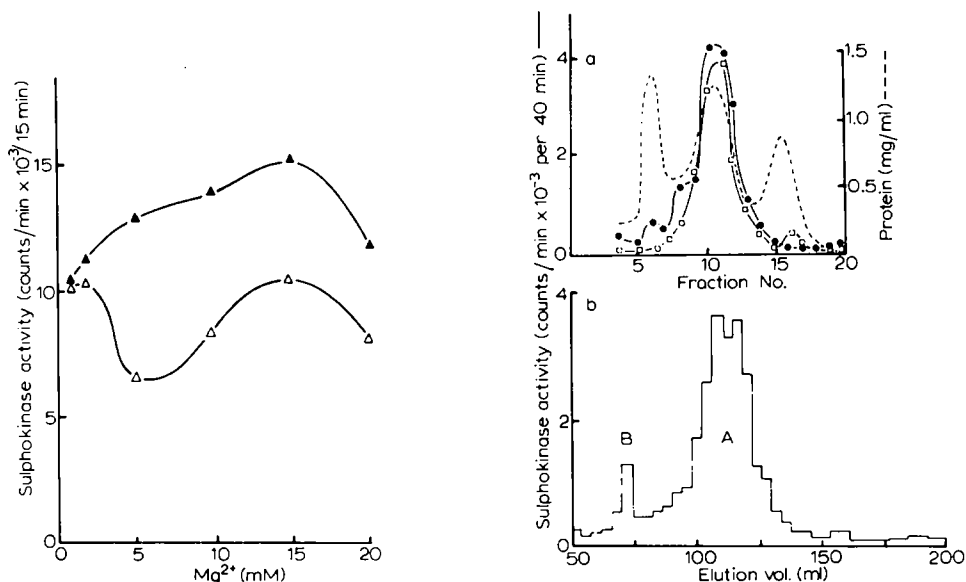 Sulphokinase activity (counts/min × 10⁻³/15 min)
15
10
5
0
0
5
10
15
20
Mg²⁺ (mM)
Sulphokinase activity (counts/min × 10⁻³ per 40 min)
a
4
2
0
1.5
1.0
0.5
0
Protein (mg/ml)
5
10
15
20
Fraction No.
b
4
2
0
B
A
50
100
150
200
Elution vol. (ml)